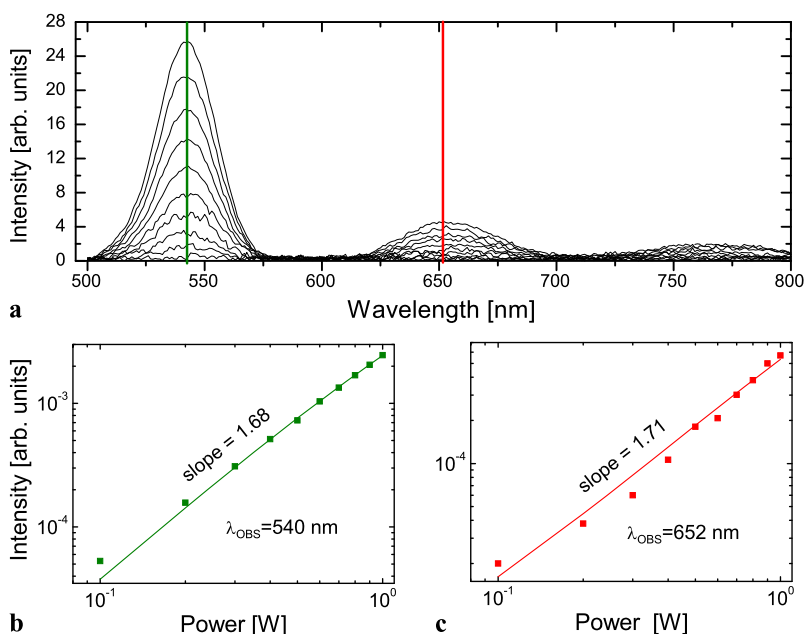 28
24
20
16
12
8
4
0
Intensity [arb. units]
500 550 600 650 700 750 800
Wavelength [nm]
a
Intensity [arb. units]
10⁻³
10⁻⁴
slope = 1.68
λOBS=540 nm
10⁻¹ 10⁰
Power [W]
b
10⁻⁴
slope = 1.71
λOBS=652 nm
10⁻¹ 10⁰
Power [W]
c